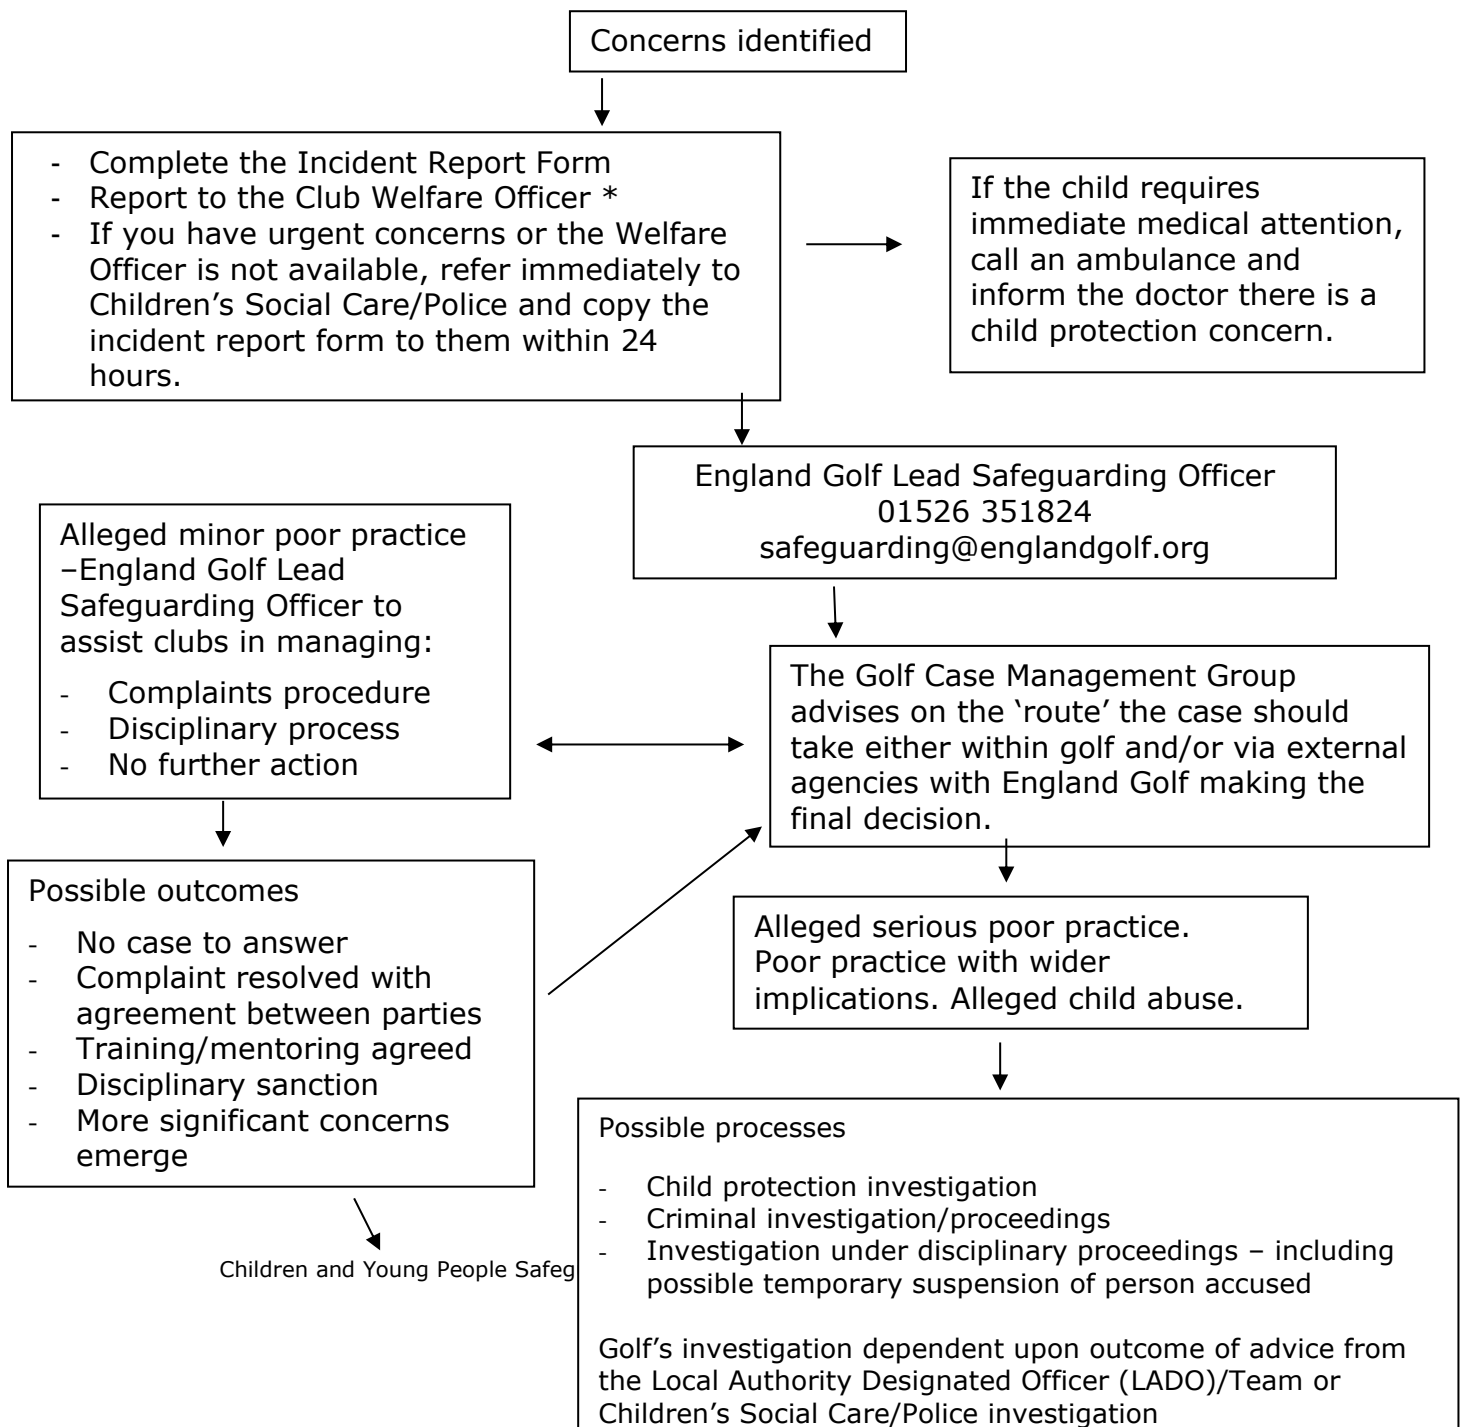 Concerns identified
- Complete the Incident Report Form
- Report to the Club Welfare Officer *
- If you have urgent concerns or the Welfare
Officer is not available, refer immediately to
Children’s Social Care/Police and copy the
incident report form to them within 24
hours.
If the child requires
immediate medical attention,
call an ambulance and
inform the doctor there is a
child protection concern.
England Golf Lead Safeguarding Officer
01526 351824
safeguarding@englandgolf.org
Alleged minor poor practice
–England Golf Lead
Safeguarding Officer to
assist clubs in managing:
- Complaints procedure
- Disciplinary process
- No further action
The Golf Case Management Group
advises on the ‘route’ the case should
take either within golf and/or via external
agencies with England Golf making the
final decision.
Possible outcomes
- No case to answer
- Complaint resolved with
agreement between parties
- Training/mentoring agreed
- Disciplinary sanction
- More significant concerns
emerge
Alleged serious poor practice.
Poor practice with wider
implications. Alleged child abuse.
Possible processes
- Child protection investigation
- Criminal investigation/proceedings
- Investigation under disciplinary proceedings – including
possible temporary suspension of person accused
Golf’s investigation dependent upon outcome of advice from
the Local Authority Designated Officer (LADO)/Team or
Children’s Social Care/Police investigation
Children and Young People Safeg